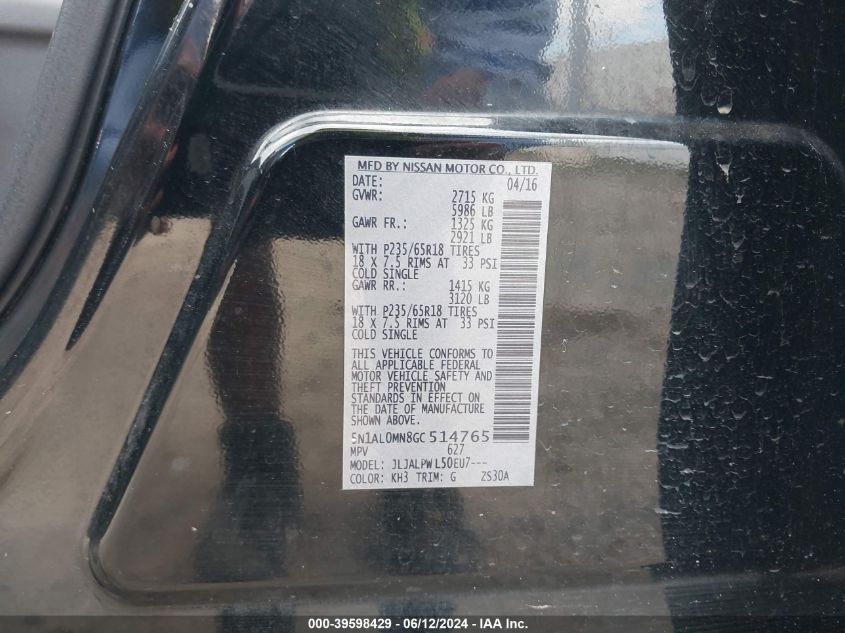 MFD BY NISSAN MOTOR CO., LTD.
DATE: 04/16
GVWR: 2715 KG
5986 LB
GAWR FR.: 1325 KG
2921 LB
WITH P235/65R18 TIRES
18 X 7.5 RIMS AT 33 PSI
COLD SINGLE
GAWR RR.: 1415 KG
3120 LB
WITH P235/65R18 TIRES
18 X 7.5 RIMS AT 33 PSI
COLD SINGLE
THIS VEHICLE CONFORMS TO
ALL APPLICABLE FEDERAL
MOTOR VEHICLE SAFETY AND
THEFT PREVENTION
STANDARDS IN EFFECT ON
THE DATE OF MANUFACTURE
SHOWN ABOVE.
5N1AL0MN8GC514765
MPV 627
MODEL: JLJALPWL50EU7---
COLOR: KH3 TRIM: G ZS30A
000-39598429 - 06/12/2024 - IAA Inc.